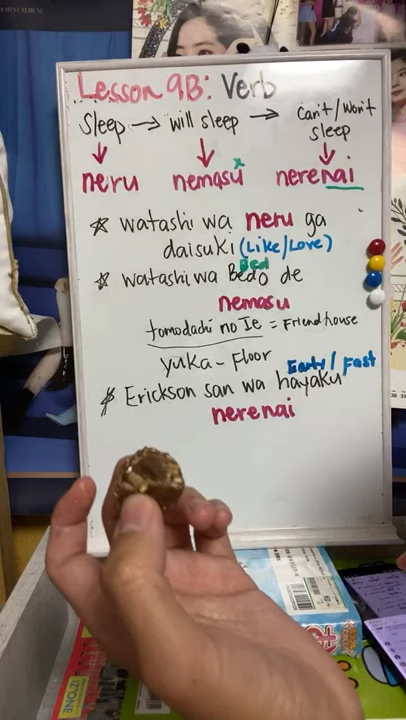 Lesson 9B: Verb
Sleep → will sleep → Can't/Won't sleep
neru nemasu nerenai
watashi wa neru ga
daisuki (Like/Love)
Bed
watashi wa Bedo de
nemasu
tomodachi no Ie = Friend house
yuka - Floor
Early/Fast
Erickson san wa hayaku
nerenai
IZONE